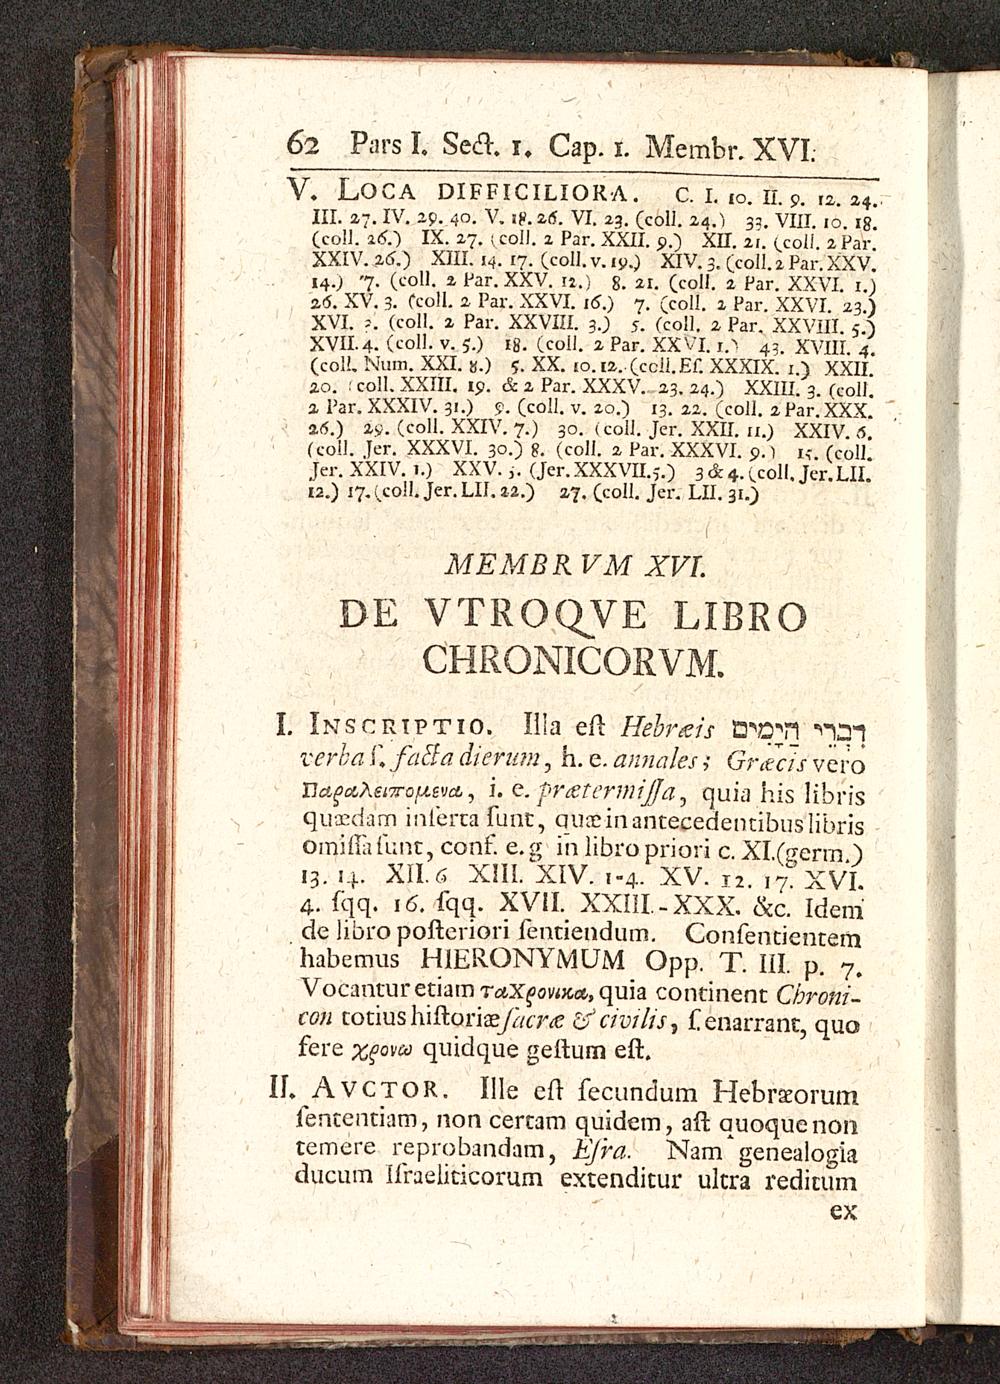 62 Pars I. Sect. 1. Cap. 1. Membr. XVI.
V. LOCA DIFFICILIORA. C. I. 10. II. 9. 12. 24.
III. 27. IV. 29. 40. V. 18. 26. VI. 23. (coll. 24.) 33. VIII. 10. 18.
(coll. 26.) IX. 27. (coll. 2 Par. XXII. 9.) XII. 21. (coll. 2 Par.
XXIV. 26.) XIII. 14. 17. (coll. v. 19.) XIV. 3. (coll. 2 Par. XXV.
14.) 7. (coll. 2 Par. XXV. 12.) 8. 21. (coll. 2 Par. XXVI. 1.)
26. XV. 3. (coll. 2 Par. XXVI. 16.) 7. (coll. 2 Par. XXVI. 23.)
XVI. (coll. 2 Par. XXVIII. 3.) 5. (coll. 2 Par. XXVIII. 5.)
XVII. 4. (coll. v. 5.) 18. (coll. 2 Par. XXVI. 1.) 43. XVIII. 4.
(coll. Num. XXI. 8.) 5. XX. 10. 12. (coll. Eſ. XXXIX. 1.) XXII.
20. (coll. XXIII. 19. & 2 Par. XXXV. 23. 24.) XXIII. 3. (coll.
2 Par. XXXIV. 31.) 9. (coll. v. 20.) 13. 22. (coll. 2 Par. XXX.
26.) 29. (coll. XXIV. 7.) 30. (coll. Jer. XXII. 11.) XXIV. 6.
(coll. Jer. XXXVI. 30.) 8. (coll. 2 Par. XXXVI. 9.) 15. (coll.
Jer. XXIV. 1.) XXV. (Jer. XXXVII. 5.) 3 & 4. (coll. Jer. LII.
12.) 17. (coll. Jer. LII. 22.) 27. (coll. Jer. LII. 31.)
MEMBRVM XVI.
DE VTROQVE LIBRO
CHRONICORVM.
I. INSCRIPTIO. Illa eſt Hebræis דִּבְרֵי הַיָּמִים
verba ſ. facta dierum, h. e. annales; Græcis vero
Παραλειπομενα, i. e. prætermiſſa, quia his libris
quædam inſerta ſunt, quæ in antecedentibus libris
omiſſa ſunt, conf. e. g in libro priori c. XI. (germ.)
13. 14. XII. 6 XIII. XIV. 1-4. XV. 12. 17. XVI.
4. ſqq. 16. ſqq. XVII. XXIII.-XXX. &c. Idem
de libro poſteriori ſentiendum. Conſentientem
habemus HIERONYMUM Opp. T. III. p. 7.
Vocantur etiam τα χρονικα, quia continent Chroni-
con totius hiſtoriæ ſacræ & civilis, ſ. enarrant, quo
fere χρονω quidque geſtum eſt.
II. AVCTOR. Ille eſt ſecundum Hebræorum
ſententiam, non certam quidem, aſt quoque non
temere reprobandam, Eſra. Nam genealogia
ducum Iſraeliticorum extenditur ultra reditum
ex